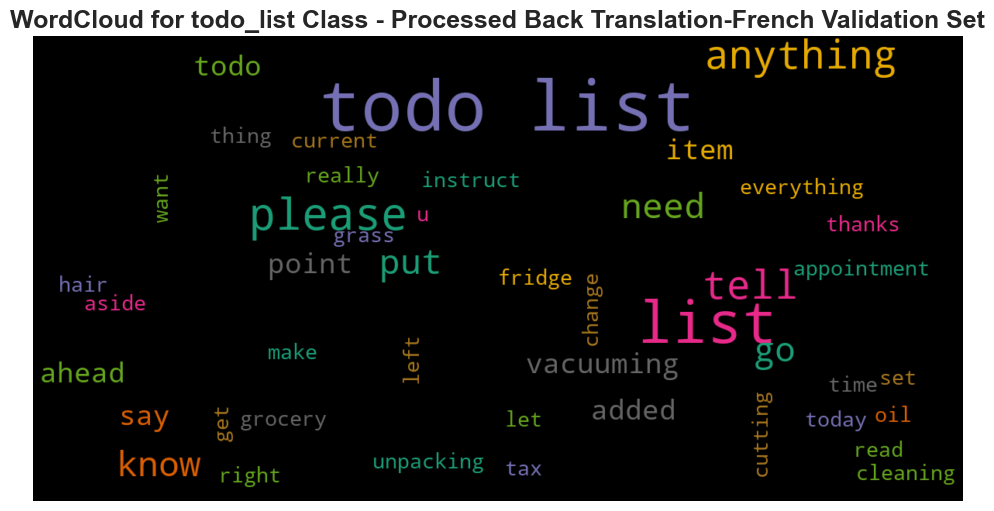 WordCloud for todo_list Class - Processed Back Translation-French Validation Set
anything
todo
todo list
thing
current
item
really
instruct
want
everything
please
u
need
thanks
grass
point
put
fridge
tell
appointment
hair
aside
change
list
make
left
vacuuming
go
ahead
time
set
say
get
grocery
let
added
cutting
today
oil
know
right
unpacking
tax
read
cleaning